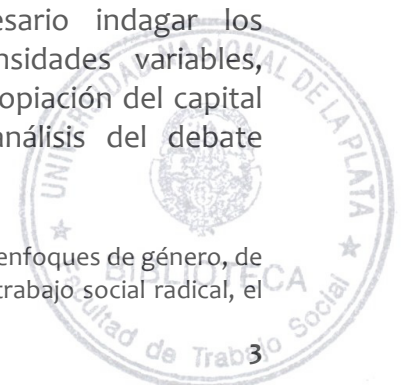 esario indagar los
nsidades variables,
opiación del capital
nálisis del debate
enfoques de género, de
trabajo social radical, el
3
UNIVERSIDAD NACIONAL DE LA PLATA
BIBLIOTECA
Facultad de Trabajo Social